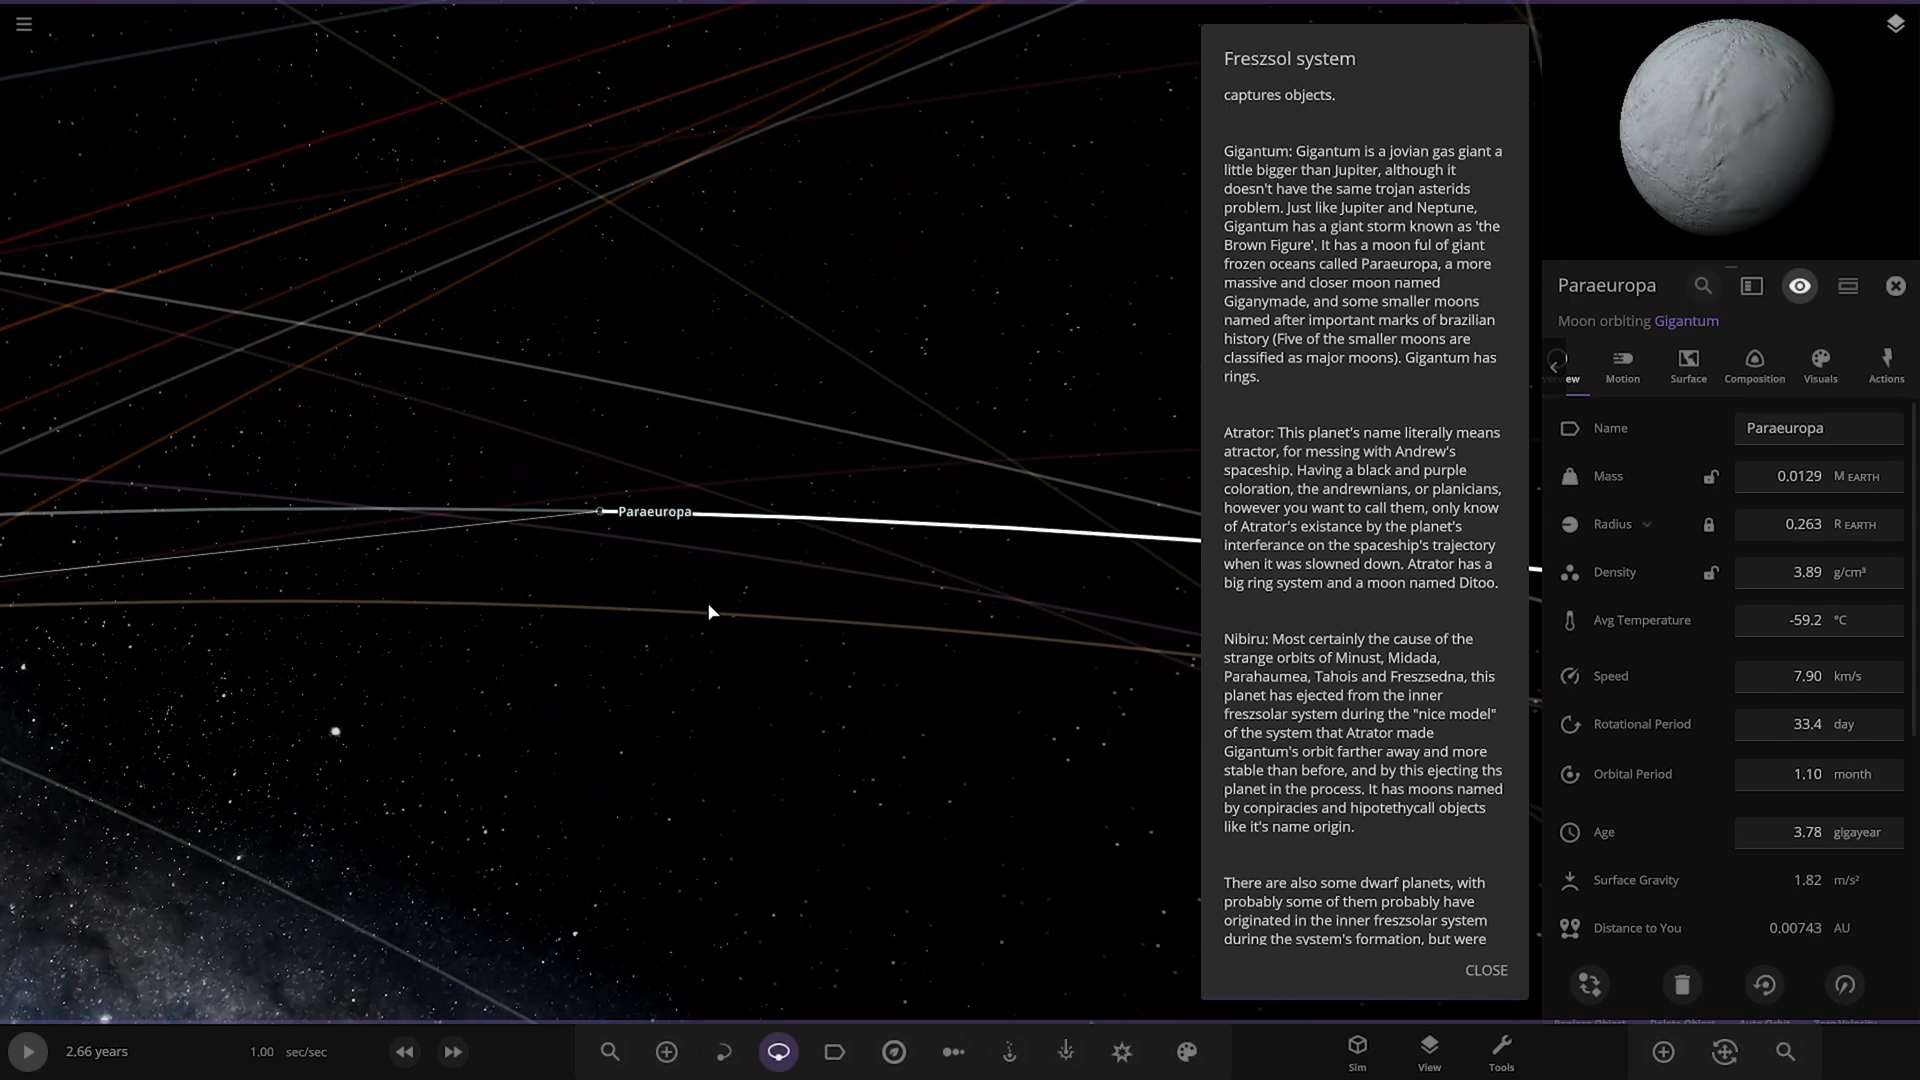 Freszsol system
captures objects.
Gigantum: Gigantum is a jovian gas giant a
little bigger than Jupiter, although it
doesn't have the same trojan asterids
problem. Just like Jupiter and Neptune,
Gigantum has a giant storm known as 'the
Brown Figure'. It has a moon ful of giant
frozen oceans called Paraeuropa, a more
massive and closer moon named
Giganymade, and some smaller moons
named after important marks of brazilian
history (Five of the smaller moons are
classified as major moons). Gigantum has
rings.
Atrator: This planet's name literally means
atractor, for messing with Andrew's
spaceship. Having a black and purple
coloration, the andrewnians, or planicians,
however you want to call them, only know
of Atrator's existance by the planet's
interferance on the spaceship's trajectory
when it was slowned down. Atrator has a
big ring system and a moon named Ditoo.
Nibiru: Most certainly the cause of the
strange orbits of Minust, Midada,
Parahaumea, Tahois and Freszsedna, this
planet has ejected from the inner
freszsolar system during the "nice model"
of the system that Atrator made
Gigantum's orbit farther away and more
stable than before, and by this ejecting ths
planet in the process. It has moons named
by conpiracies and hipotethycall objects
like it's name origin.
There are also some dwarf planets, with
probably some of them probably have
originated in the inner freszsolar system
during the system's formation, but were
CLOSE
Paraeuropa
Paraeuropa
Moon orbiting Gigantum
ew Motion Surface Composition Visuals Actions
Name Paraeuropa
Mass 0.0129 M EARTH
Radius 0.263 R EARTH
Density 3.89 g/cm³
Avg Temperature -59.2 °C
Speed 7.90 km/s
Rotational Period 33.4 day
Orbital Period 1.10 month
Age 3.78 gigayear
Surface Gravity 1.82 m/s²
Distance to You 0.00743 AU
2.66 years 1.00 sec/sec
Sim View Tools